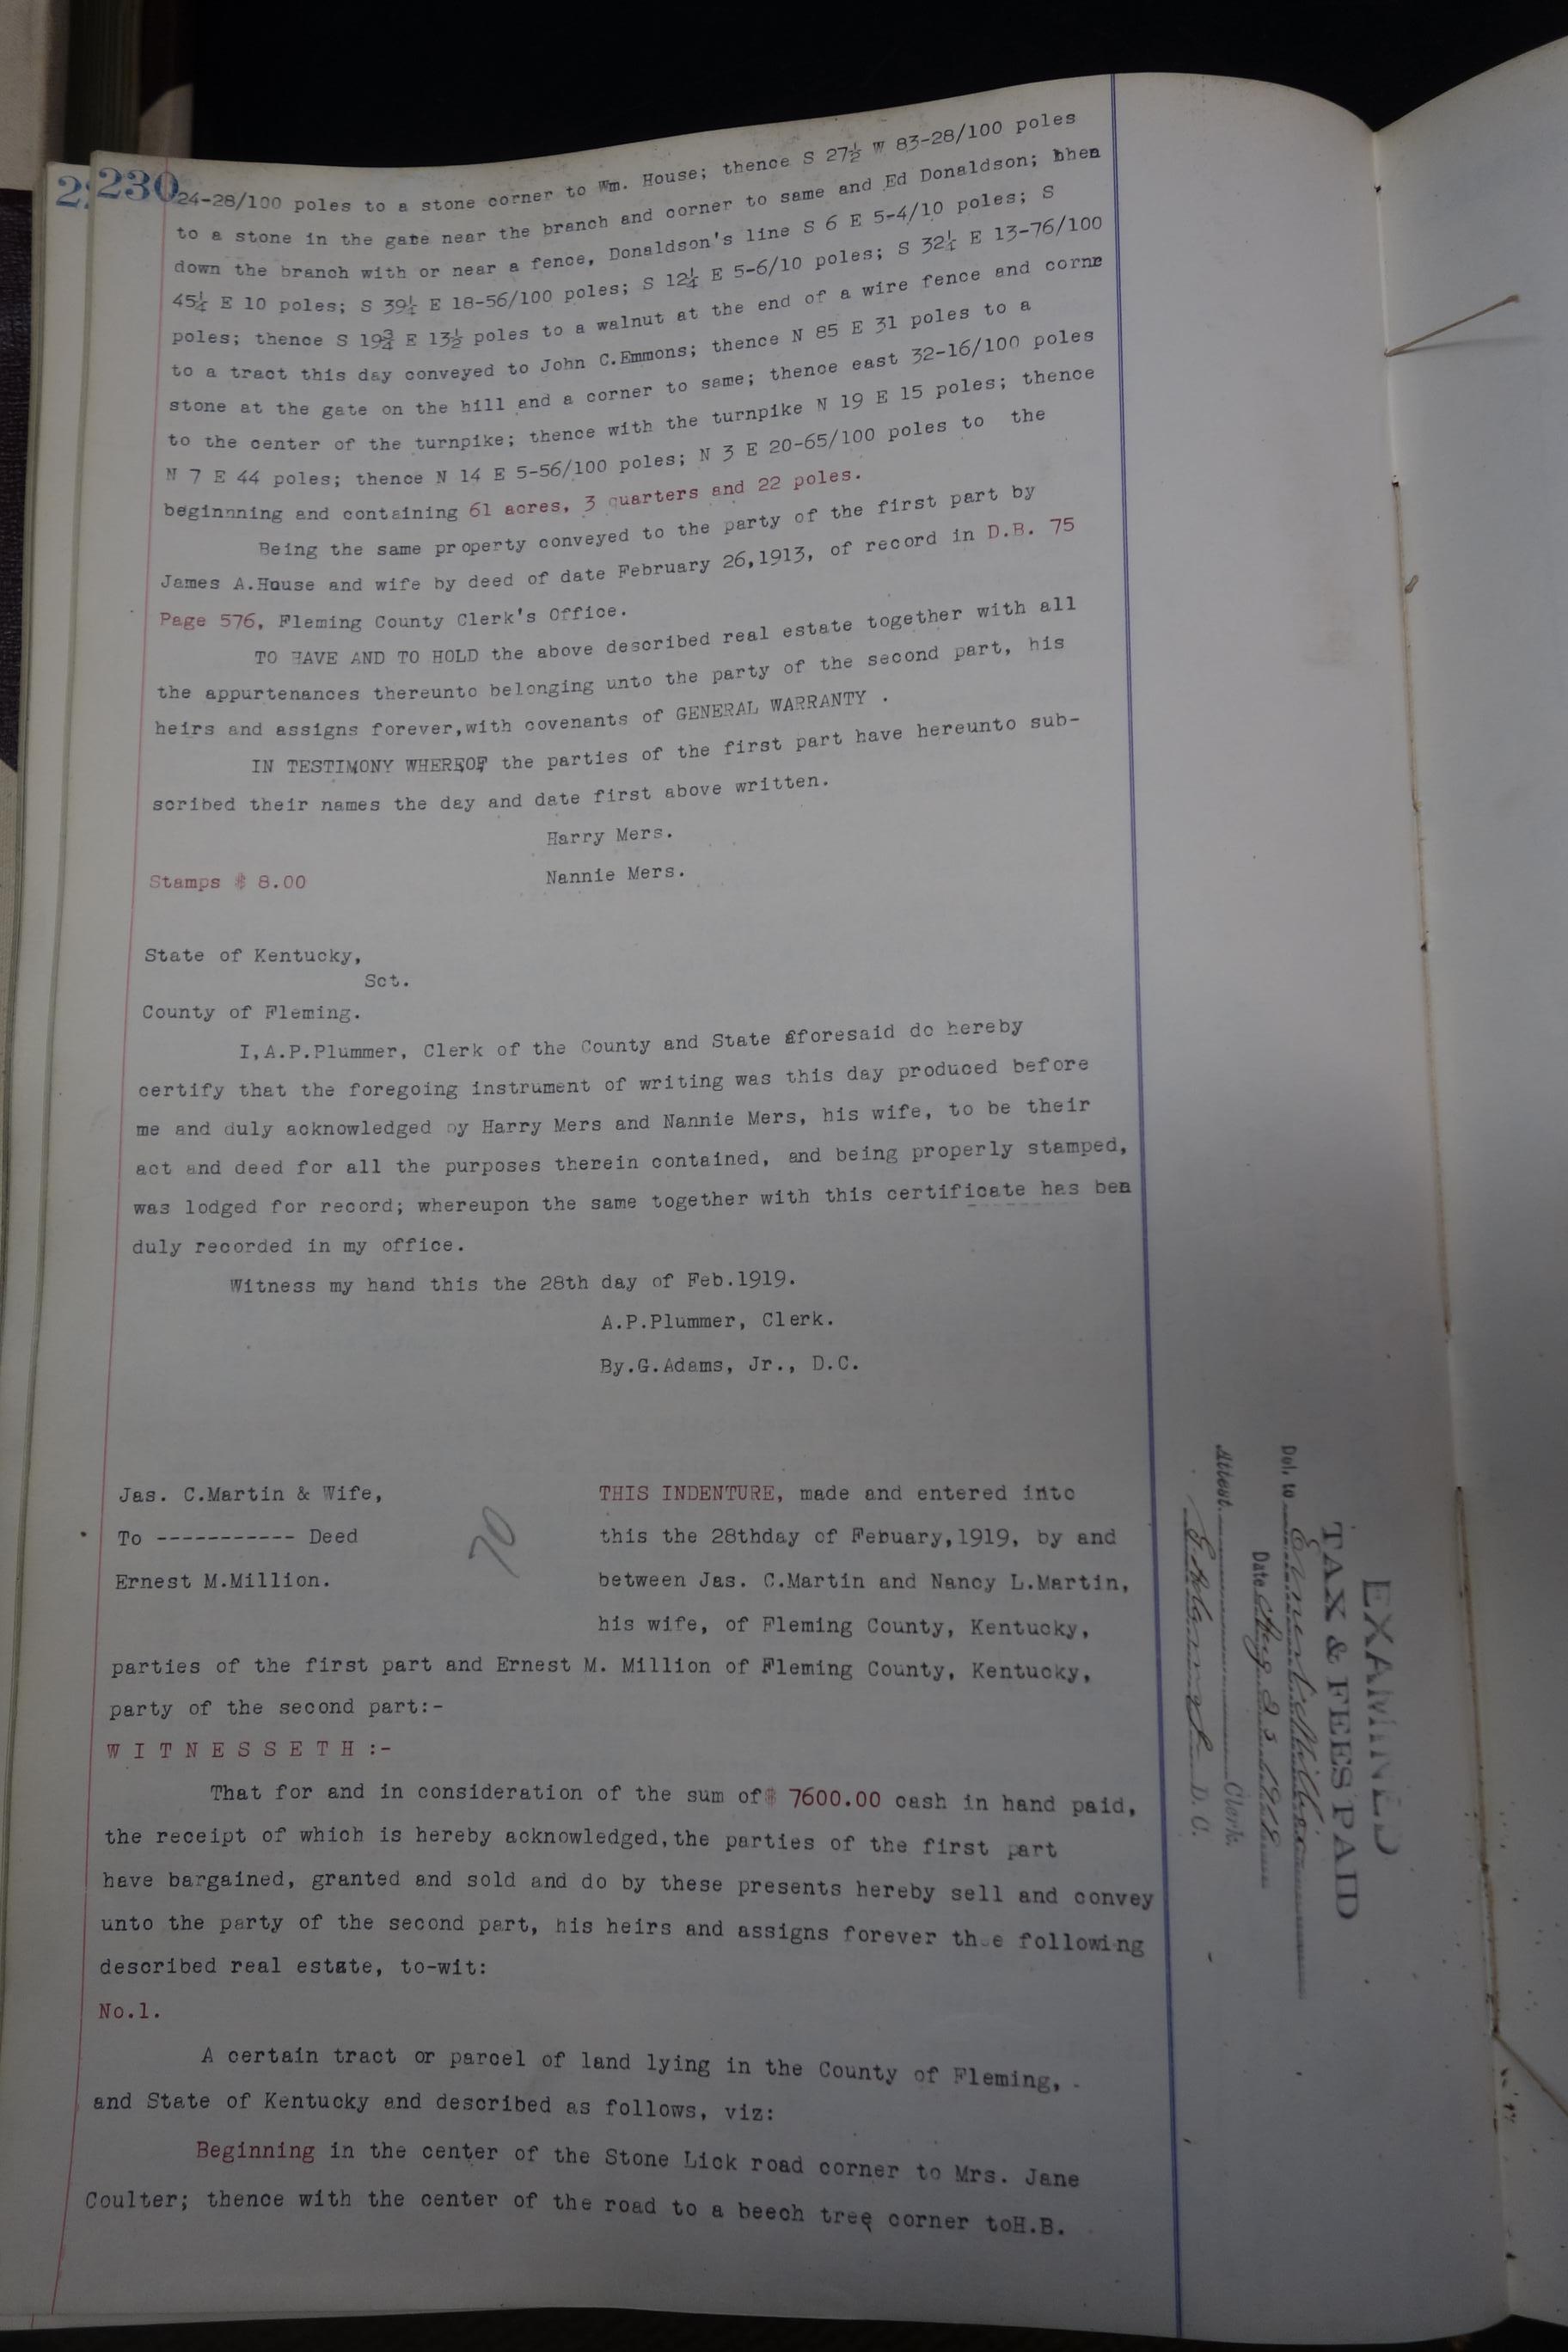 230
24-28/100 poles to a stone corner to Wm. House; thence S 27½ W 83-28/100 poles
to a stone in the gate near the branch and corner to same and Ed Donaldson; then
down the branch with or near a fence, Donaldson's line S 6 E 5-4/10 poles; S
45¼ E 10 poles; S 39¼ E 18-56/100 poles; S 12¼ E 5-6/10 poles; S 32¼ E 13-76/100
poles; thence S 19¾ E 13½ poles to a walnut at the end of a wire fence and corne
to a tract this day conveyed to John C.Emmons; thence N 85 E 31 poles to a
stone at the gate on the hill and a corner to same; thence east 32-16/100 poles
to the center of the turnpike; thence with the turnpike N 19 E 15 poles; thence
N 7 E 44 poles; thence N 14 E 5-56/100 poles; N 3 E 20-65/100 poles to the
beginnning and containing 61 acres, 3 quarters and 22 poles.
Being the same property conveyed to the party of the first part by
James A.House and wife by deed of date February 26,1913, of record in D.B. 75
Page 576, Fleming County Clerk's Office.
TO HAVE AND TO HOLD the above described real estate together with all
the appurtenances thereunto belonging unto the party of the second part, his
heirs and assigns forever,with covenants of GENERAL WARRANTY .
IN TESTIMONY WHEREOF, the parties of the first part have hereunto sub-
scribed their names the day and date first above written.
Harry Mers.
Stamps $ 8.00 Nannie Mers.
State of Kentucky,
Sct.
County of Fleming.
I,A.P.Plummer, Clerk of the County and State aforesaid do hereby
certify that the foregoing instrument of writing was this day produced before
me and duly acknowledged by Harry Mers and Nannie Mers, his wife, to be their
act and deed for all the purposes therein contained, and being properly stamped,
was lodged for record; whereupon the same together with this certificate has been
duly recorded in my office.
Witness my hand this the 28th day of Feb.1919.
A.P.Plummer, Clerk.
By.G.Adams, Jr., D.C.
Jas. C.Martin & Wife,
To ----------- Deed
Ernest M.Million.
70
THIS INDENTURE, made and entered into
this the 28thday of Febuary,1919, by and
between Jas. C.Martin and Nancy L.Martin,
his wife, of Fleming County, Kentucky,
parties of the first part and Ernest M. Million of Fleming County, Kentucky,
party of the second part:-
W I T N E S S E T H :-
That for and in consideration of the sum of$ 7600.00 cash in hand paid,
the receipt of which is hereby acknowledged,the parties of the first part
have bargained, granted and sold and do by these presents hereby sell and convey
unto the party of the second part, his heirs and assigns forever the following
described real estate, to-wit:
No.1.
A certain tract or parcel of land lying in the County of Fleming,
and State of Kentucky and described as follows, viz:
Beginning in the center of the Stone Lick road corner to Mrs. Jane
Coulter; thence with the center of the road to a beech tree corner toH.B.
EXAMINED
TAX & FEES PAID
Del. to Ernest Million
Date Aug 23
Attest. Clerk.
D. C.